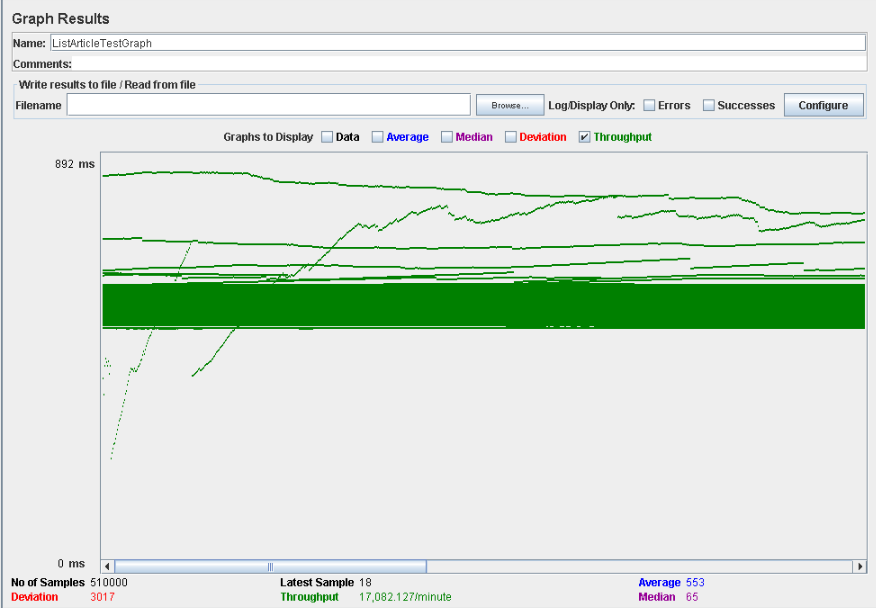 Graph Results
Name: ListArticleTestGraph
Comments:
Write results to file / Read from file
Filename Browse... Log/Display Only: Errors Successes Configure
Graphs to Display Data Average Median Deviation Throughput
892 ms
0 ms
No of Samples 510000 Latest Sample 18 Average 553
Deviation 3017 Throughput 17,082.127/minute Median 65